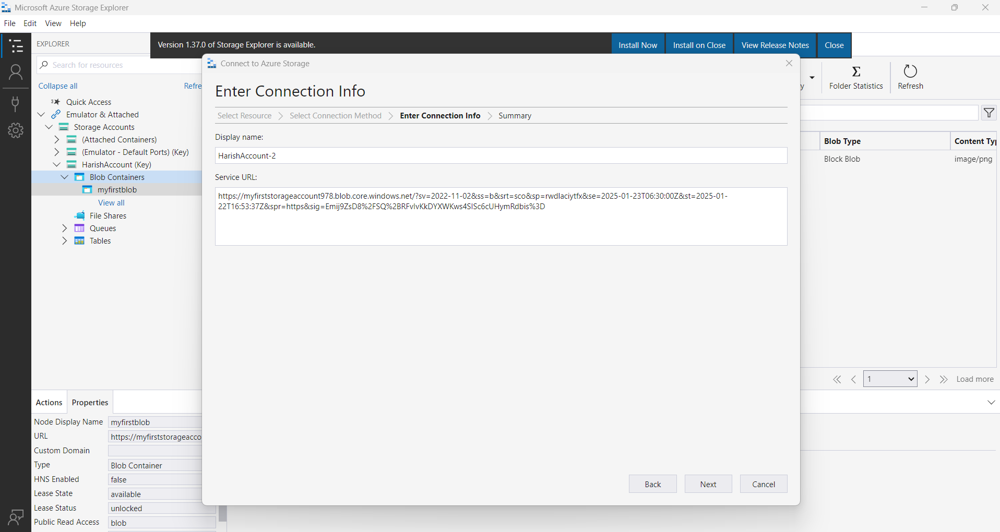 Microsoft Azure Storage Explorer
File Edit View Help
EXPLORER
Version 1.37.0 of Storage Explorer is available.
Install Now
Install on Close
View Release Notes
Close
Search for resources
Collapse all
Refre
Quick Access
Emulator & Attached
Storage Accounts
(Attached Containers)
(Emulator - Default Ports) (Key)
HarishAccount (Key)
Blob Containers
myfirstblob
View all
File Shares
Queues
Tables
Connect to Azure Storage
Enter Connection Info
Select Resource
Select Connection Method
Enter Connection Info
Summary
Display name:
HarishAccount-2
Service URL:
https://myfirststorageaccount978.blob.core.windows.net/?sv=2022-11-02&ss=b&srt=sco&sp=rwdlaciytfx&se=2025-01-23T06:30:00Z&st=2025-01-
22T16:53:37Z&spr=https&sig=Emij9ZsD8%2FSQ%2BRFvlvKkDYXWKws4SISc6cUHymRdbis%3D
Back
Next
Cancel
y
Folder Statistics
Refresh
Blob Type
Content Ty
Block Blob
image/png
1
Load more
Actions
Properties
Node Display Name myfirstblob
URL https://myfirststorageacco
Custom Domain
Type Blob Container
HNS Enabled false
Lease State available
Lease Status unlocked
Public Read Access blob